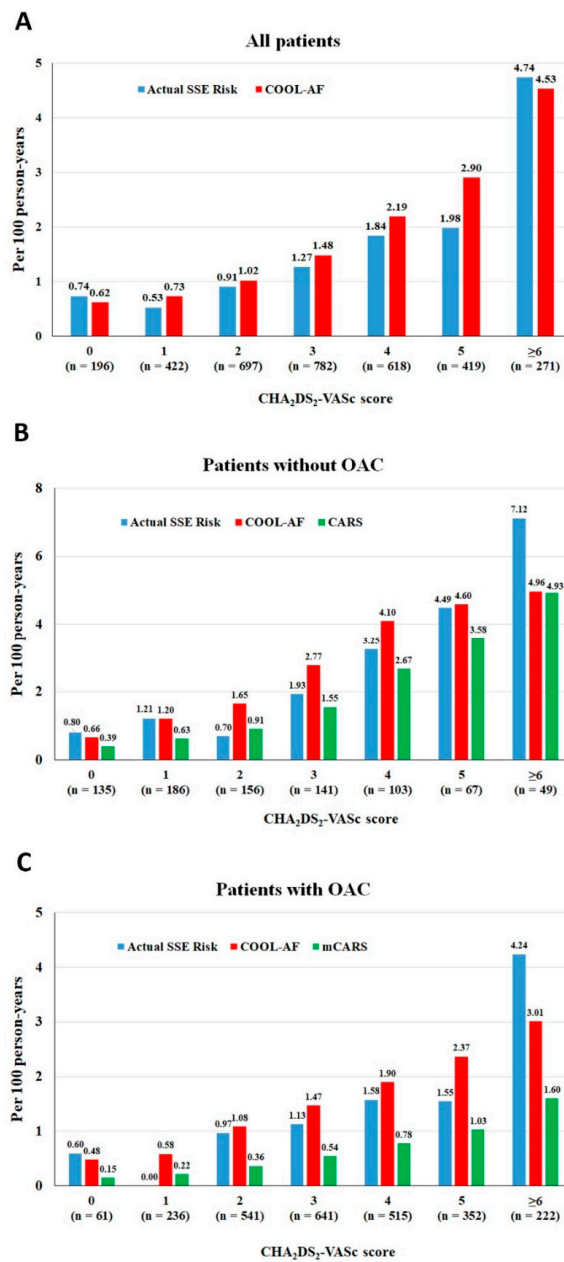 A
All patients
Actual SSE Risk COOL-AF
Per 100 person-years
5
4
3
2
1
0
0.74 0.62 0.53 0.73 0.91 1.02 1.27 1.48 1.84 2.19 1.98 2.90 4.74 4.53
0 1 2 3 4 5 ≥6
(n = 196) (n = 422) (n = 697) (n = 782) (n = 618) (n = 419) (n = 271)
CHA₂DS₂-VASc score
B
Patients without OAC
Actual SSE Risk COOL-AF CARS
Per 100 person-years
8
6
4
2
0
0.80 0.66 0.39 1.21 1.20 0.63 0.70 1.65 0.91 1.93 2.77 1.55 3.25 4.10 2.67 4.49 4.60 3.58 7.12 4.96 4.93
0 1 2 3 4 5 ≥6
(n = 135) (n = 186) (n = 156) (n = 141) (n = 103) (n = 67) (n = 49)
CHA₂DS₂-VASc score
C
Patients with OAC
Actual SSE Risk COOL-AF mCARS
Per 100 person-years
5
4
3
2
1
0
0.60 0.48 0.15 0.00 0.58 0.22 0.97 1.08 0.36 1.13 1.47 0.54 1.58 1.90 0.78 1.55 2.37 1.03 4.24 3.01 1.60
0 1 2 3 4 5 ≥6
(n = 61) (n = 236) (n = 541) (n = 641) (n = 515) (n = 352) (n = 222)
CHA₂DS₂-VASc score